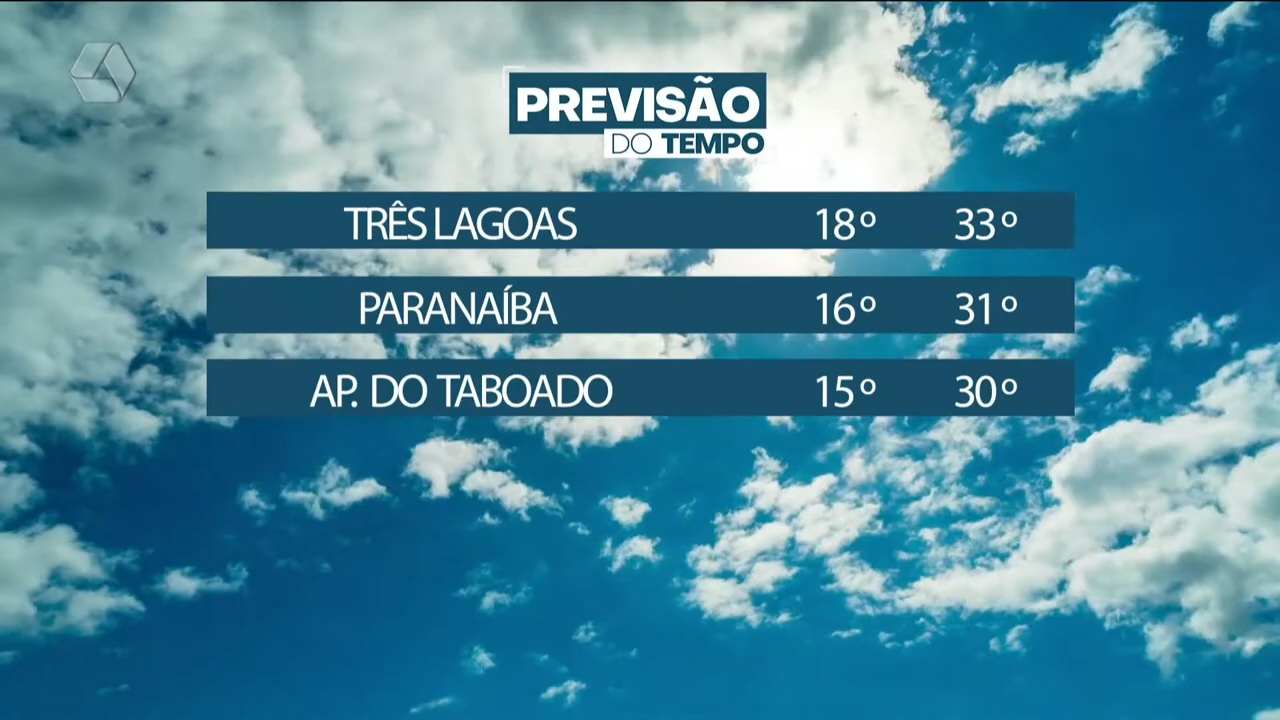 PREVISÃO
DO TEMPO
TRÊS LAGOAS 18º 33º
PARANAÍBA 16º 31º
AP. DO TABOADO 15º 30º